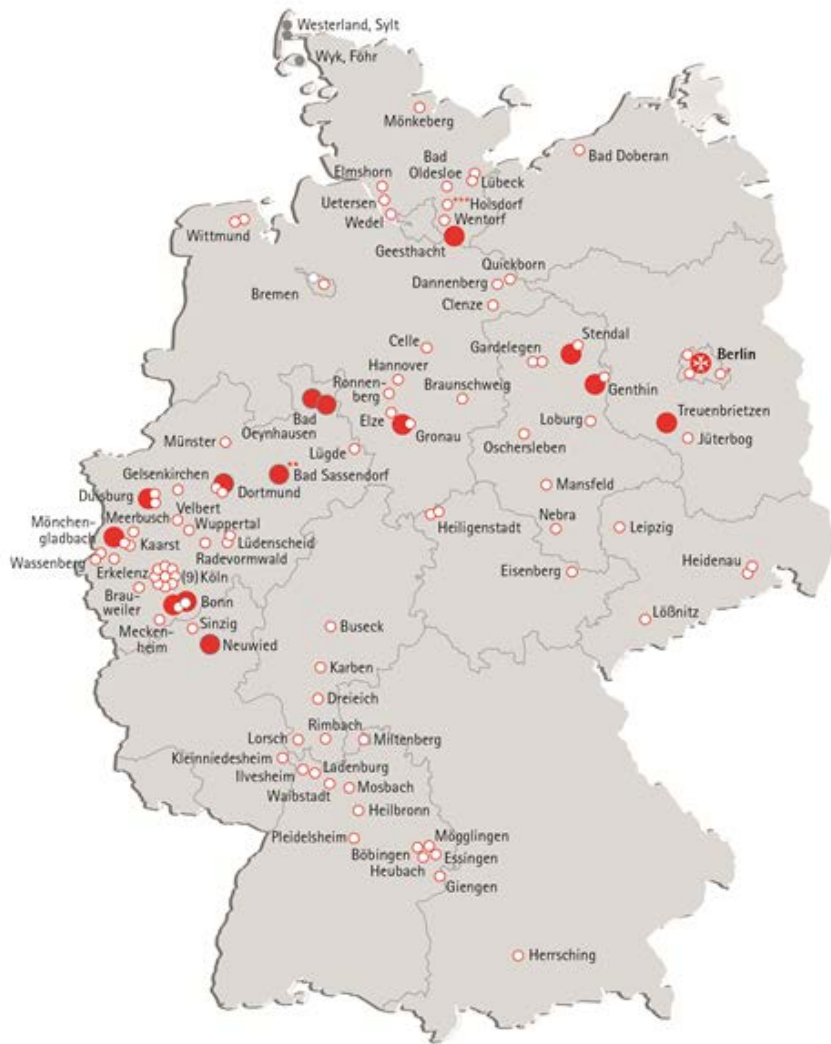 Westerland, Sylt
Wyk, Föhr
Mönkeberg
Bad
Oldesloe
Bad Doberan
Elmshorn
Lübeck
Uetersen
***Hoisdorf
Wedel
Wentorf
Wittmund
Geesthacht
Quickborn
Bremen
Dannenberg
Clenze
Stendal
Celle
Gardelegen
Berlin
Hannover
Ronnen-
berg
Braunschweig
Genthin
Treuenbrietzen
Bad
Oeynhausen
Elze
Gronau
Loburg
Jüterbog
Münster
Lügde
Oschersleben
Gelsenkirchen
**
Bad Sassendorf
Dortmund
Mansfeld
Duisburg
Velbert
Mönchen-
gladbach
Meerbusch
Wuppertal
Heiligenstadt
Nebra
Leipzig
Kaarst
Lüdenscheid
Wassenberg
Radevormwald
Erkelenz
(9) Köln
Eisenberg
Heidenau
Brau-
weiler
Bonn
Lößnitz
Mecken-
heim
Sinzig
Buseck
Neuwied
Karben
Dreieich
Rimbach
Lorsch
Miltenberg
Kleinniedesheim
Ladenburg
Ilvesheim
Waibstadt
Mosbach
Heilbronn
Pleidelsheim
Mögglingen
Böbingen
Essingen
Heubach
Giengen
Herrsching